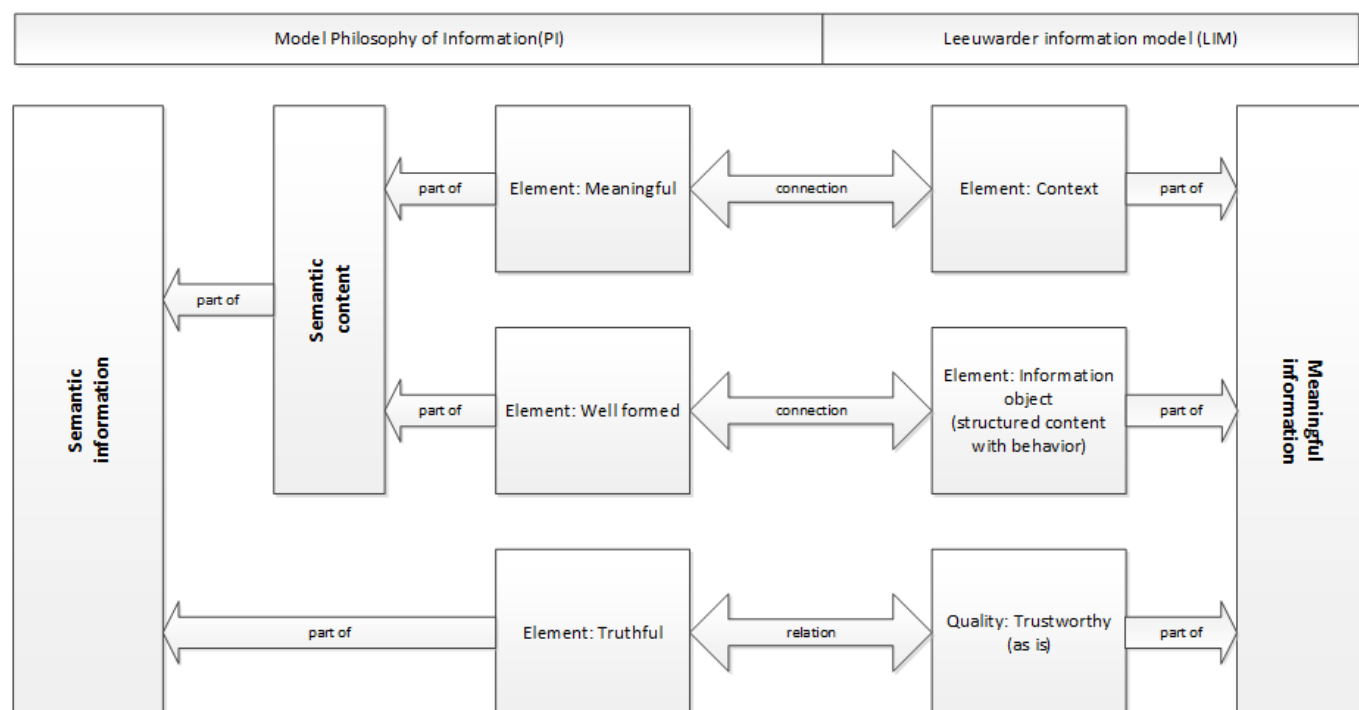 Model Philosophy of Information(PI)
Leeuwarder information model (LIM)
Semantic
information
part of
Semantic
content
part of
Element: Meaningful
connection
Element: Context
part of
part of
Element: Well formed
connection
Element: Information
object
(structured content
with behavior)
part of
Meaningful
information
part of
Element: Truthful
relation
Quality: Trustworthy
(as is)
part of